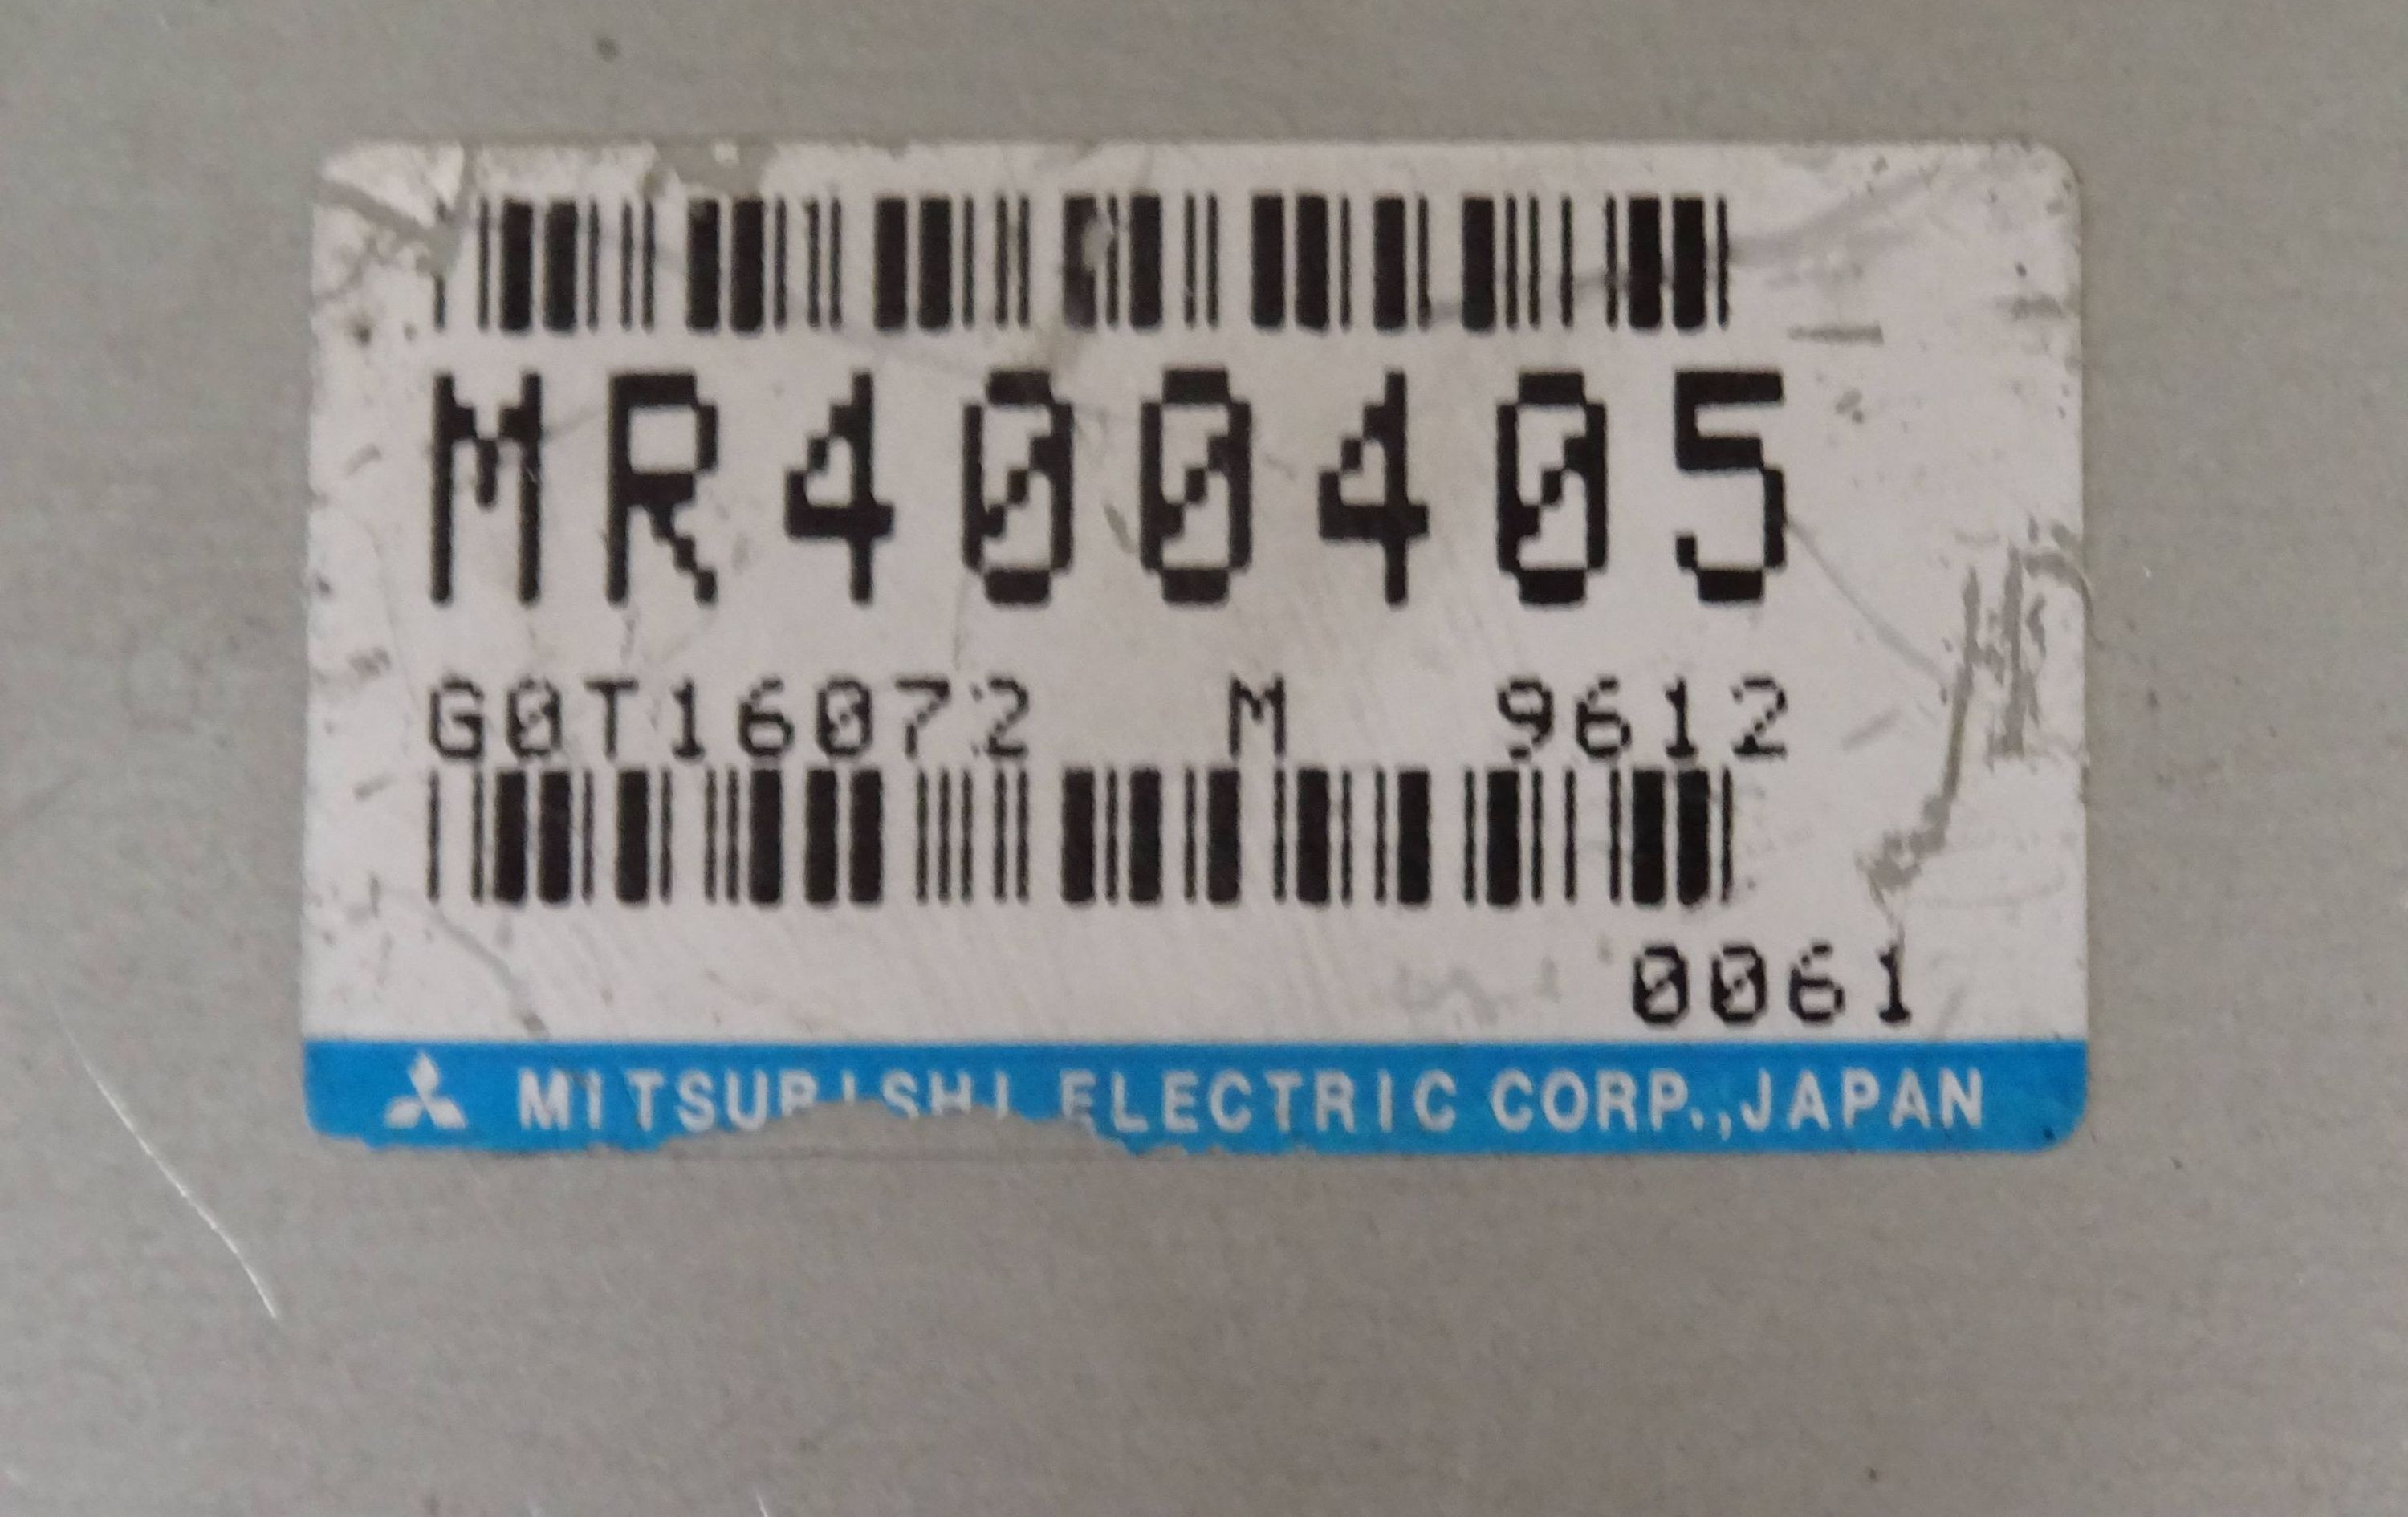 MR400405
G0T16072 M 9612
0061
MITSUBISHI ELECTRIC CORP.,JAPAN